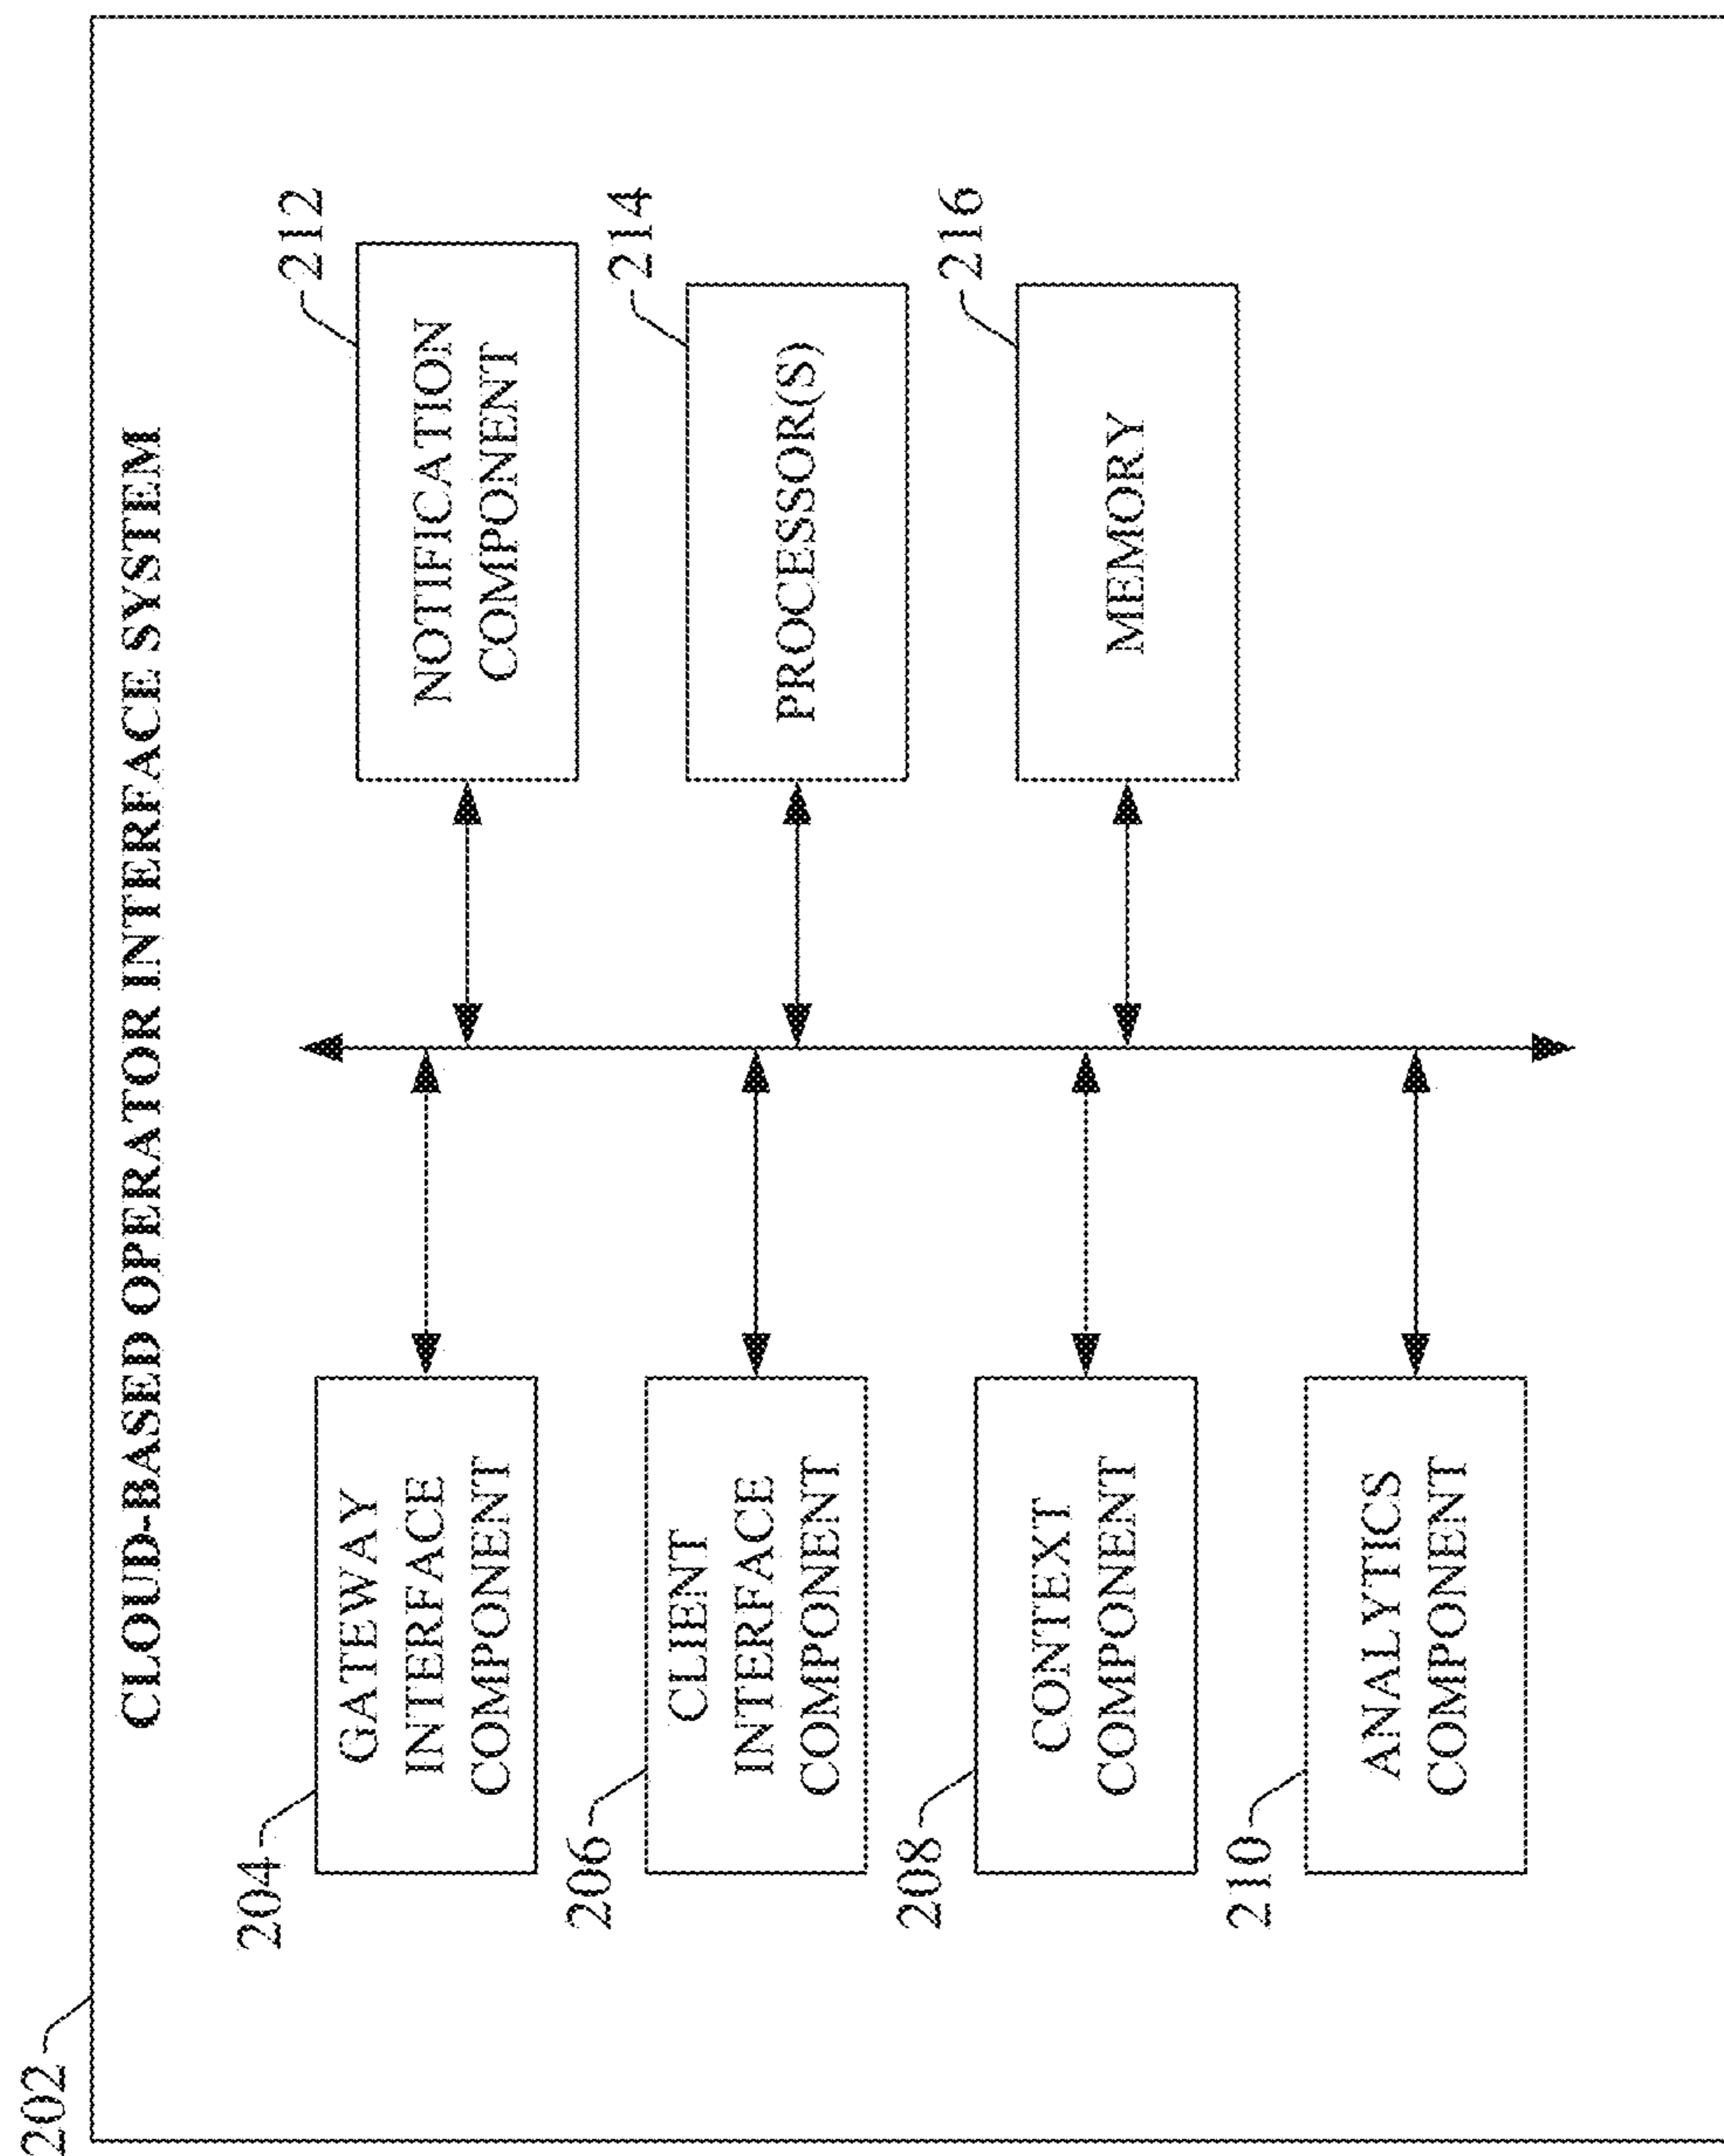 202
CLOUD-BASED OPERATOR INTERFACE SYSTEM
204
GATEWAY
INTERFACE
COMPONENT
206
CLIENT
INTERFACE
COMPONENT
208
CONTEXT
COMPONENT
210
ANALYTICS
COMPONENT
212
NOTIFICATION
COMPONENT
214
PROCESSOR(S)
216
MEMORY